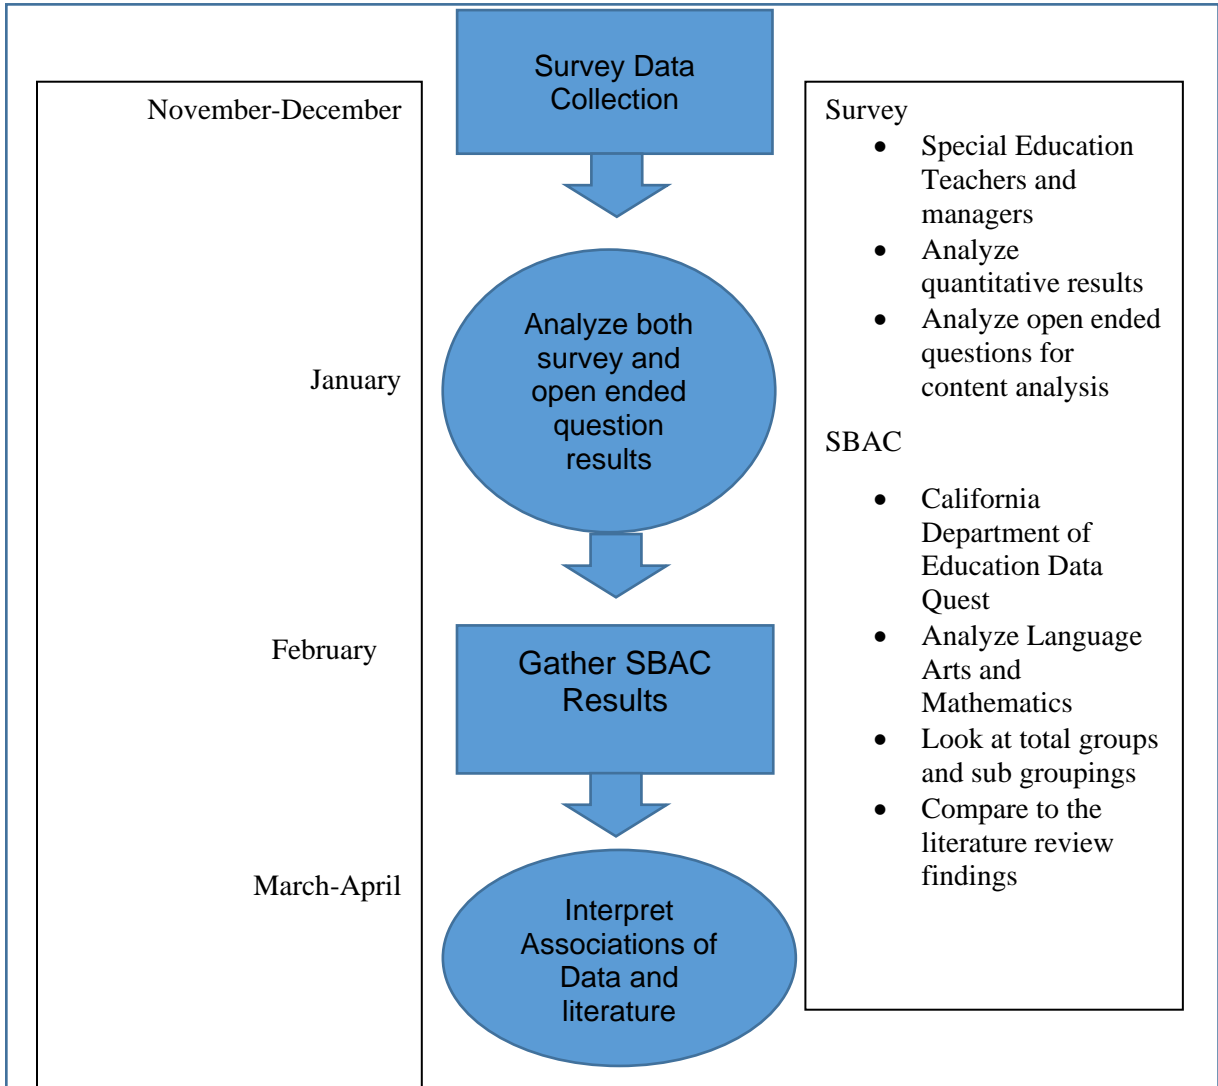 November-December
January
February
March-April
Survey Data
Collection
Analyze both
survey and
open ended
question
results
Gather SBAC
Results
Interpret
Associations of
Data and
literature
Survey
• Special Education
Teachers and
managers
• Analyze
quantitative results
• Analyze open ended
questions for
content analysis
SBAC
• California
Department of
Education Data
Quest
• Analyze Language
Arts and
Mathematics
• Look at total groups
and sub groupings
• Compare to the
literature review
findings